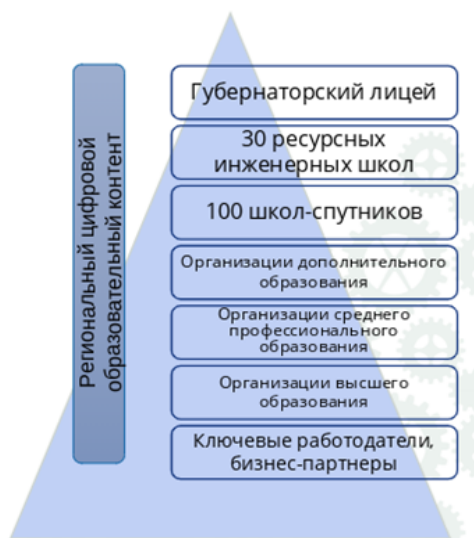 Региональный цифровой
образовательный контент
Губернаторский лицей
30 ресурсных
инженерных школ
100 школ-спутников
Организации дополнительного
образования
Организации среднего
профессионального
образования
Организации высшего
образования
Ключевые работодатели,
бизнес-партнеры